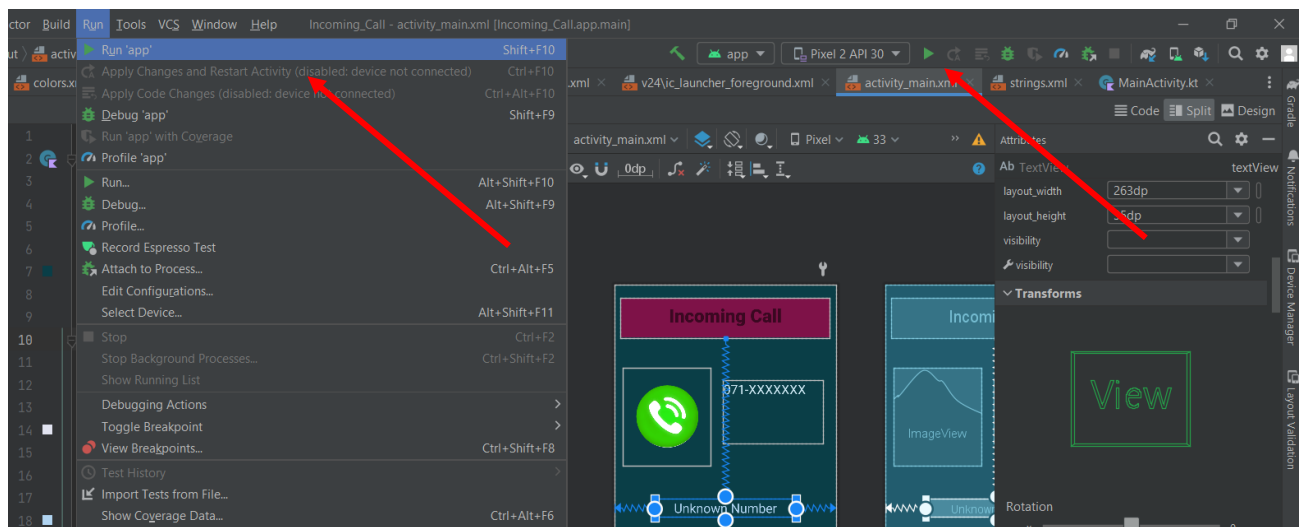 ctor Build Run Tools VCS Window Help Incoming_Call - activity_main.xml [Incoming_Call.app.main]
ut activ Run 'app' Shift+F10 app Pixel 2 API 30
colors.x Apply Changes and Restart Activity (disabled: device not connected) Ctrl+F10 .xml v24\ic_launcher_foreground.xml activity_main.xml strings.xml MainActivity.kt
Apply Code Changes (disabled: device not connected) Ctrl+Alt+F10
Debug 'app' Shift+F9 Code Split Design
1 Run 'app' with Coverage activity_main.xml Pixel 33 Attributes
2 Profile 'app' 0dp Ab TextView textView
3 Run... Alt+Shift+F10 layout_width 263dp
4 Debug... Alt+Shift+F9 layout_height
5 Profile... visibility
6 Record Espresso Test visibility
7 Attach to Process... Ctrl+Alt+F5
8 Edit Configurations... Transforms
9 Select Device... Alt+Shift+F11 Incoming Call Incomi
10 Stop Ctrl+F2
11 Stop Background Processes... Ctrl+Shift+F2
12 Show Running List 071-XXXXXXX View
13 Debugging Actions
14 Toggle Breakpoint ImageView
15 View Breakpoints... Ctrl+Shift+F8
16 Test History
17 Import Tests from File... Unknown Number Unknown Rotation
18 Show Coverage Data... Ctrl+Alt+F6
Gradle
Notifications
Device Manager
Layout Validation